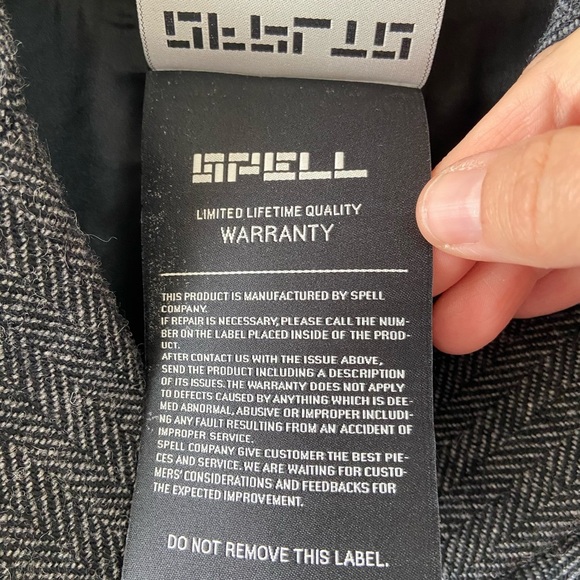 SPELL
LIMITED LIFETIME QUALITY
WARRANTY
THIS PRODUCT IS MANUFACTURED BY SPELL
COMPANY.
IF REPAIR IS NECESSARY, PLEASE CALL THE NUM-
BER ON THE LABEL PLACED INSIDE OF THE PROD-
UCT.
AFTER CONTACT US WITH THE ISSUE ABOVE,
SEND THE PRODUCT INCLUDING A DESCRIPTION
OF ITS ISSUES. THE WARRANTY DOES NOT APPLY
TO DEFECTS CAUSED BY ANYTHING WHICH IS DEE-
MED ABNORMAL, ABUSIVE OR IMPROPER INCLUDI-
NG ANY FAULT RESULTING FROM AN ACCIDENT OF
IMPROPER SERVICE.
SPELL COMPANY GIVE CUSTOMER THE BEST PIE-
CES AND SERVICE. WE ARE WAITING FOR CUSTO-
MERS' CONSIDERATIONS AND FEEDBACKS FOR
THE EXPECTED IMPROVEMENT.
DO NOT REMOVE THIS LABEL.